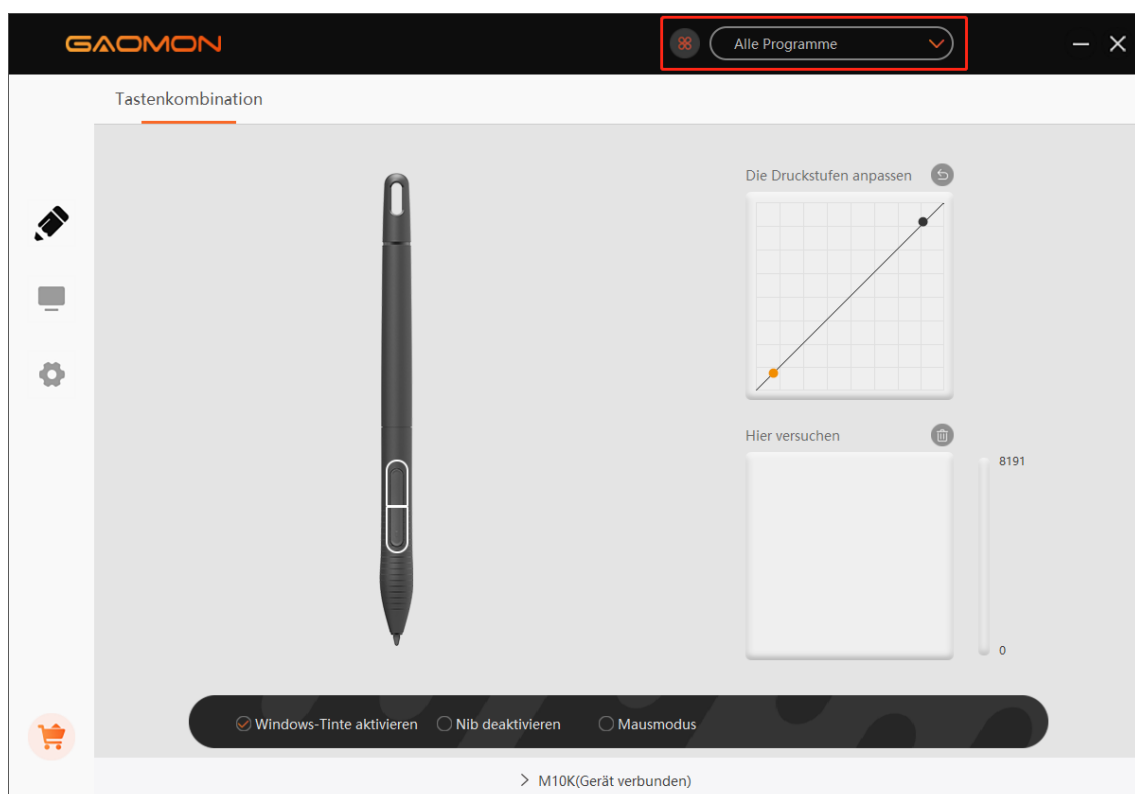 GAOMON
Alle Programme
Tastenkombination
Die Druckstufen anpassen
Hier versuchen
8191
0
Windows-Tinte aktivieren Nib deaktivieren Mausmodus
> M10K(Gerät verbunden)